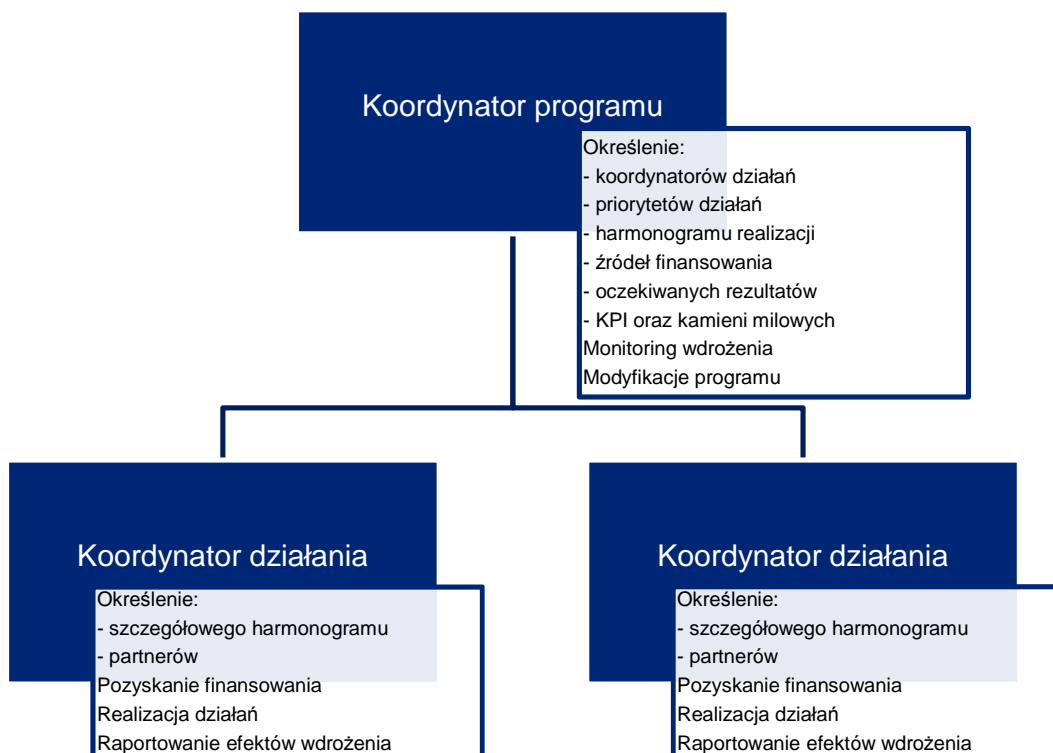 Koordynator programu
Określenie:
- koordynatorów działań
- priorytetów działań
- harmonogramu realizacji
- źródeł finansowania
- oczekiwanych rezultatów
- KPI oraz kamieni milowych
Monitoring wdrożenia
Modyfikacje programu
Koordynator działania
Określenie:
- szczegółowego harmonogramu
- partnerów
Pozyskanie finansowania
Realizacja działań
Raportowanie efektów wdrożenia
Koordynator działania
Określenie:
- szczegółowego harmonogramu
- partnerów
Pozyskanie finansowania
Realizacja działań
Raportowanie efektów wdrożenia